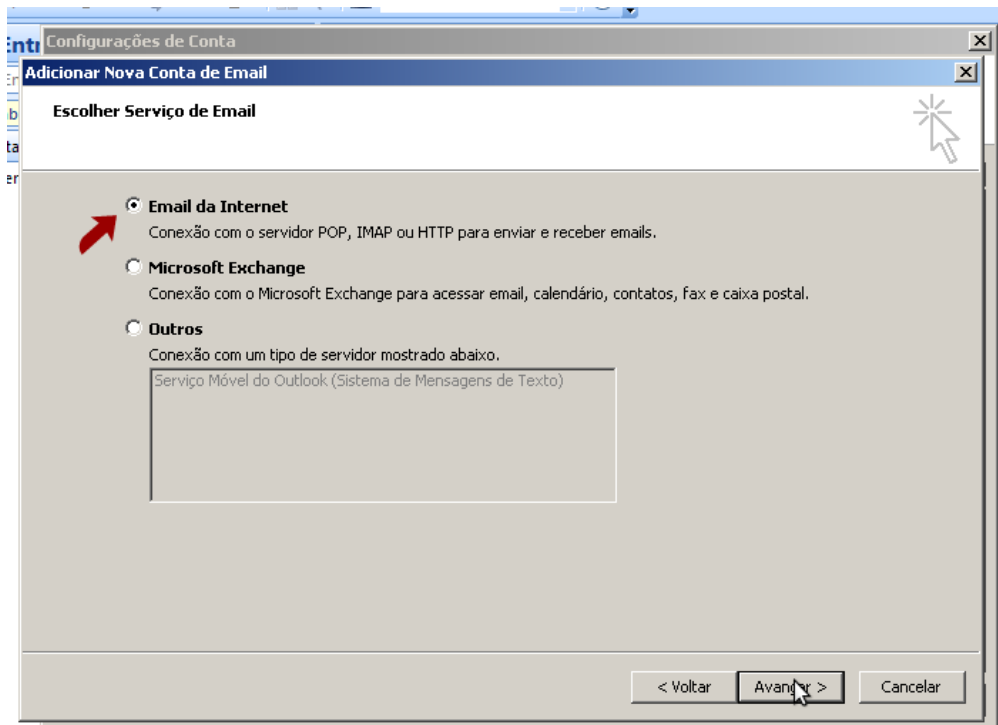 Configurações de Conta
Adicionar Nova Conta de Email
Escolher Serviço de Email
Email da Internet
Conexão com o servidor POP, IMAP ou HTTP para enviar e receber emails.
Microsoft Exchange
Conexão com o Microsoft Exchange para acessar email, calendário, contatos, fax e caixa postal.
Outros
Conexão com um tipo de servidor mostrado abaixo.
Serviço Móvel do Outlook (Sistema de Mensagens de Texto)
< Voltar
Avançar >
Cancelar